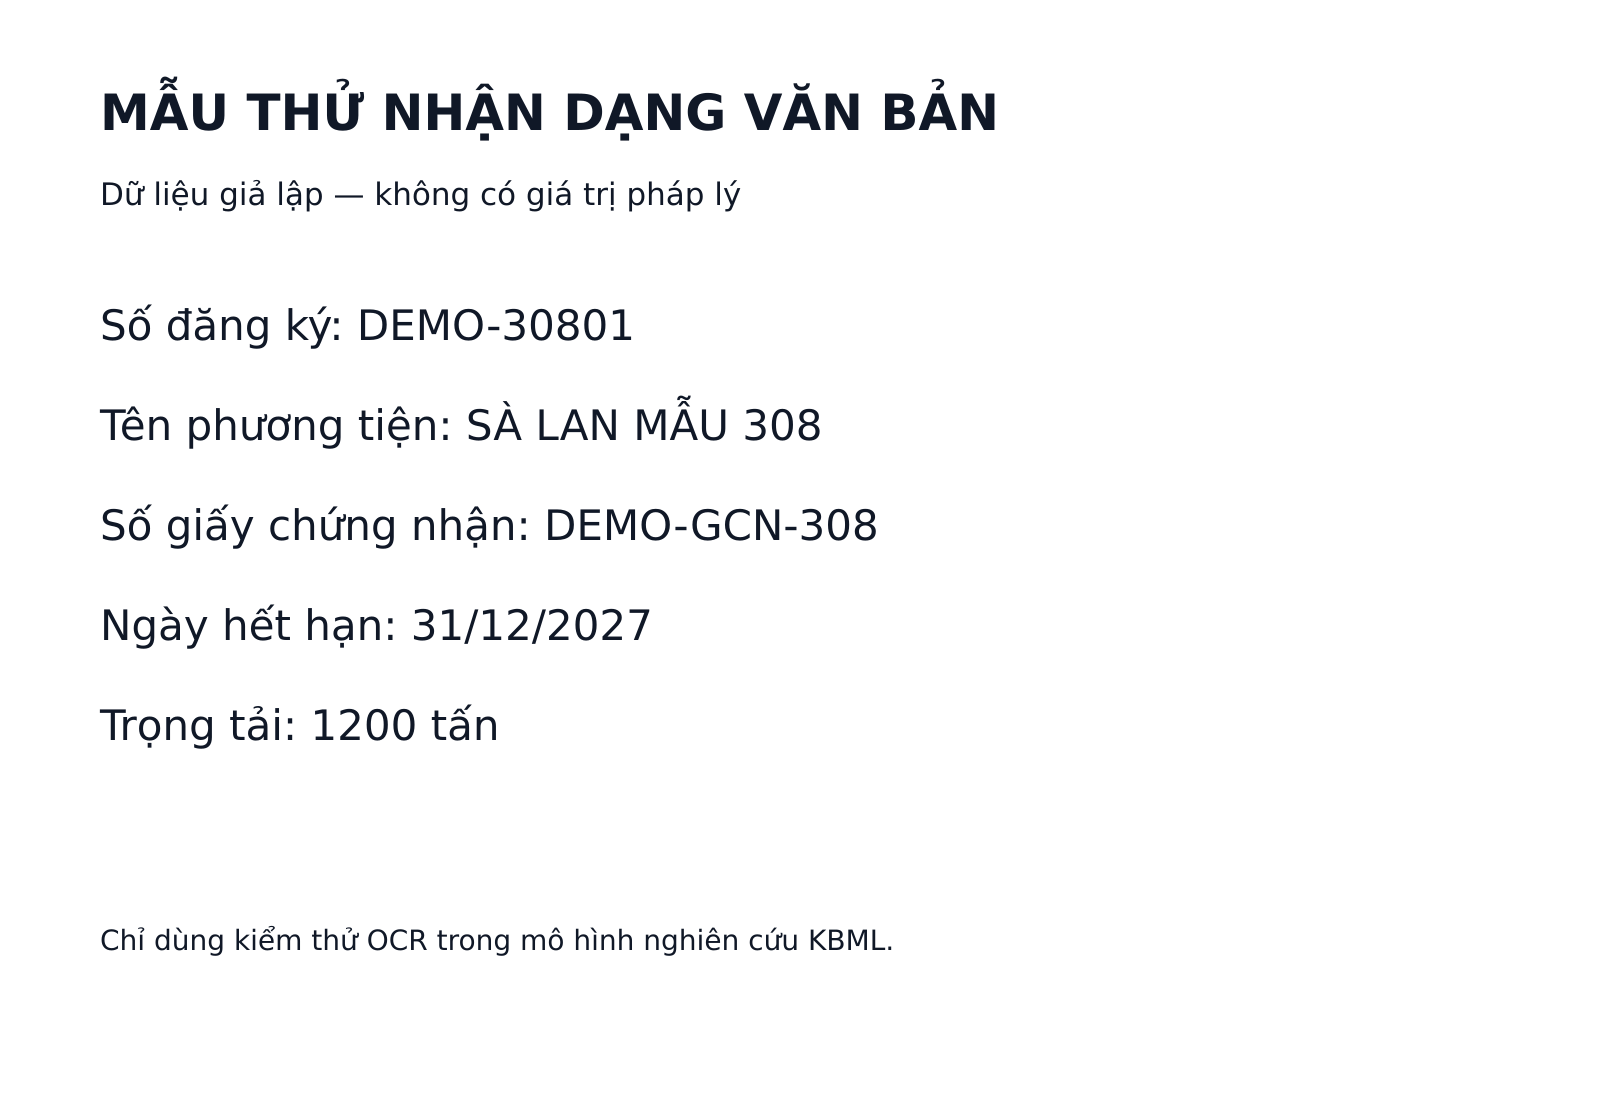 MẪU THỬ NHẬN DẠNG VĂN BẢN
Dữ liệu giả lập — không có giá trị pháp lý
Số đăng ký: DEMO-30801
Tên phương tiện: SÀ LAN MẪU 308
Số giấy chứng nhận: DEMO-GCN-308
Ngày hết hạn: 31/12/2027
Trọng tải: 1200 tấn
Chỉ dùng kiểm thử OCR trong mô hình nghiên cứu KBML.